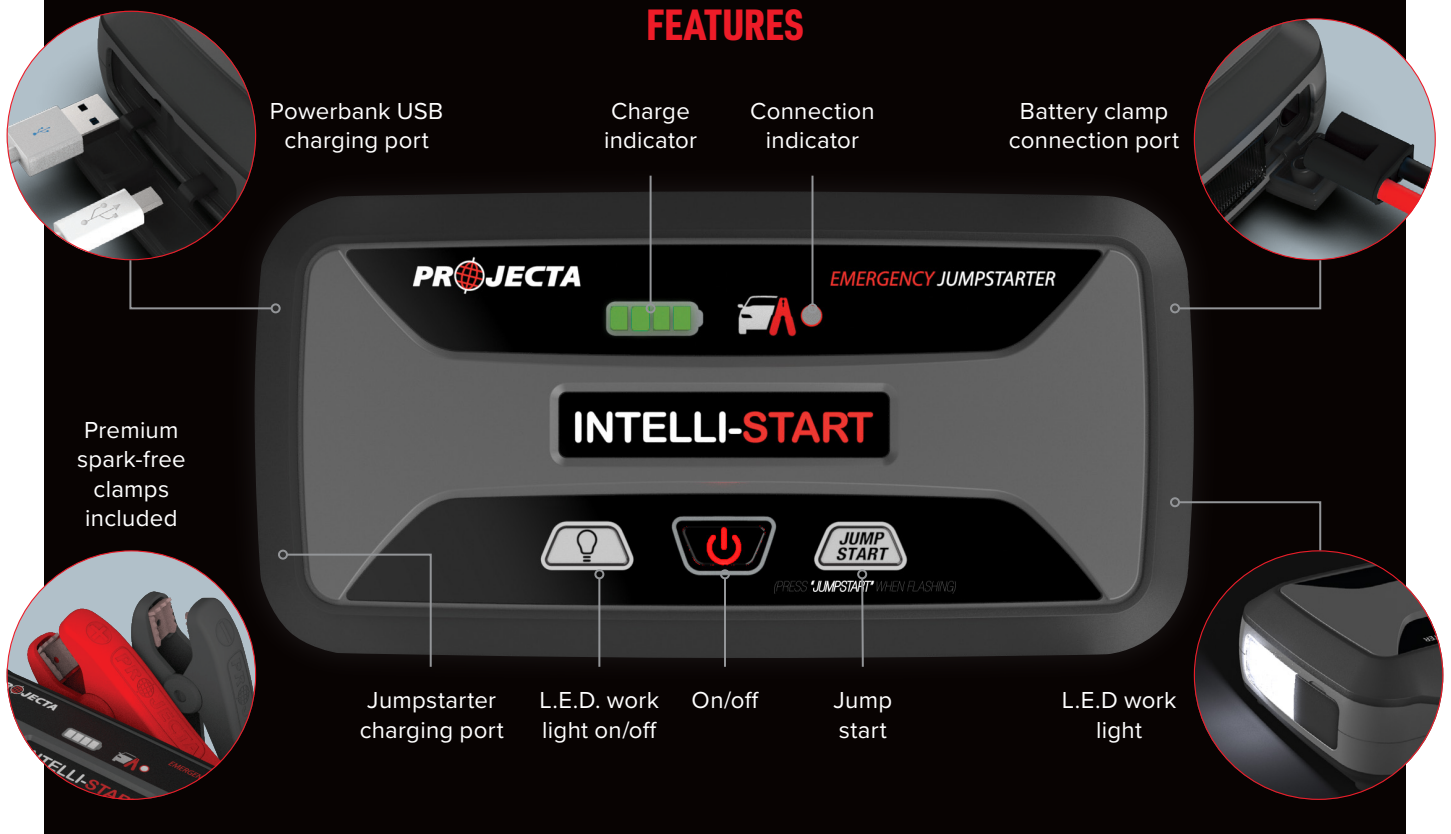 FEATURES
Powerbank USB
charging port
Charge
indicator
Connection
indicator
Battery clamp
connection port
PROJECTA
EMERGENCY JUMPSTARTER
INTELLI-START
Premium
spark-free
clamps
included
JUMP
START
(PRESS "JUMPSTART" WHEN FLASHING)
Jumpstarter
charging port
L.E.D. work
light on/off
On/off
Jump
start
L.E.D work
light